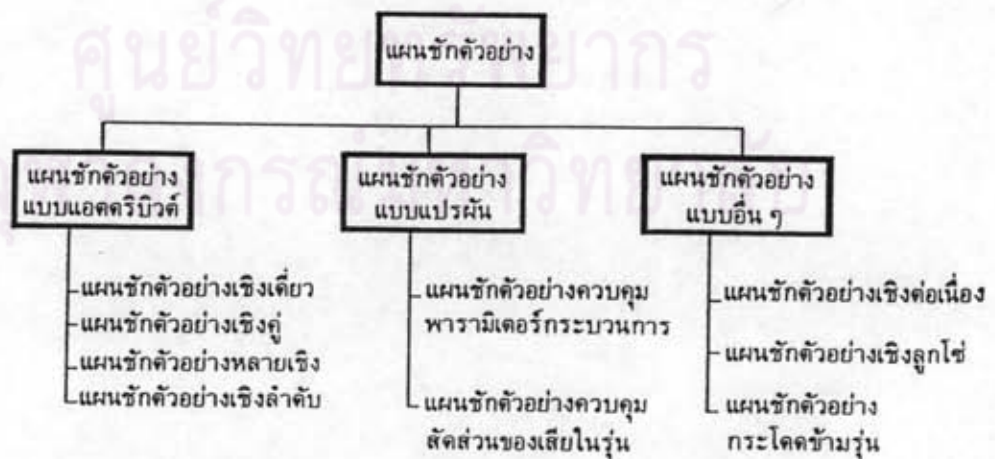 ศูนย์วิทยทรัพยากร
แผนชักตัวอย่าง
แผนชักตัวอย่าง
แบบแอตตริบิวต์
แผนชักตัวอย่างเชิงเดี่ยว
แผนชักตัวอย่างเชิงคู่
แผนชักตัวอย่างหลายเชิง
แผนชักตัวอย่างเชิงลำดับ
แผนชักตัวอย่าง
แบบแปรผัน
แผนชักตัวอย่างควบคุม
พารามิเตอร์กระบวนการ
แผนชักตัวอย่างควบคุม
สัดส่วนของเสียในรุ่น
แผนชักตัวอย่าง
แบบอื่น ๆ
แผนชักตัวอย่างเชิงต่อเนื่อง
แผนชักตัวอย่างเชิงลูกโซ่
แผนชักตัวอย่าง
กระโดดข้ามรุ่น